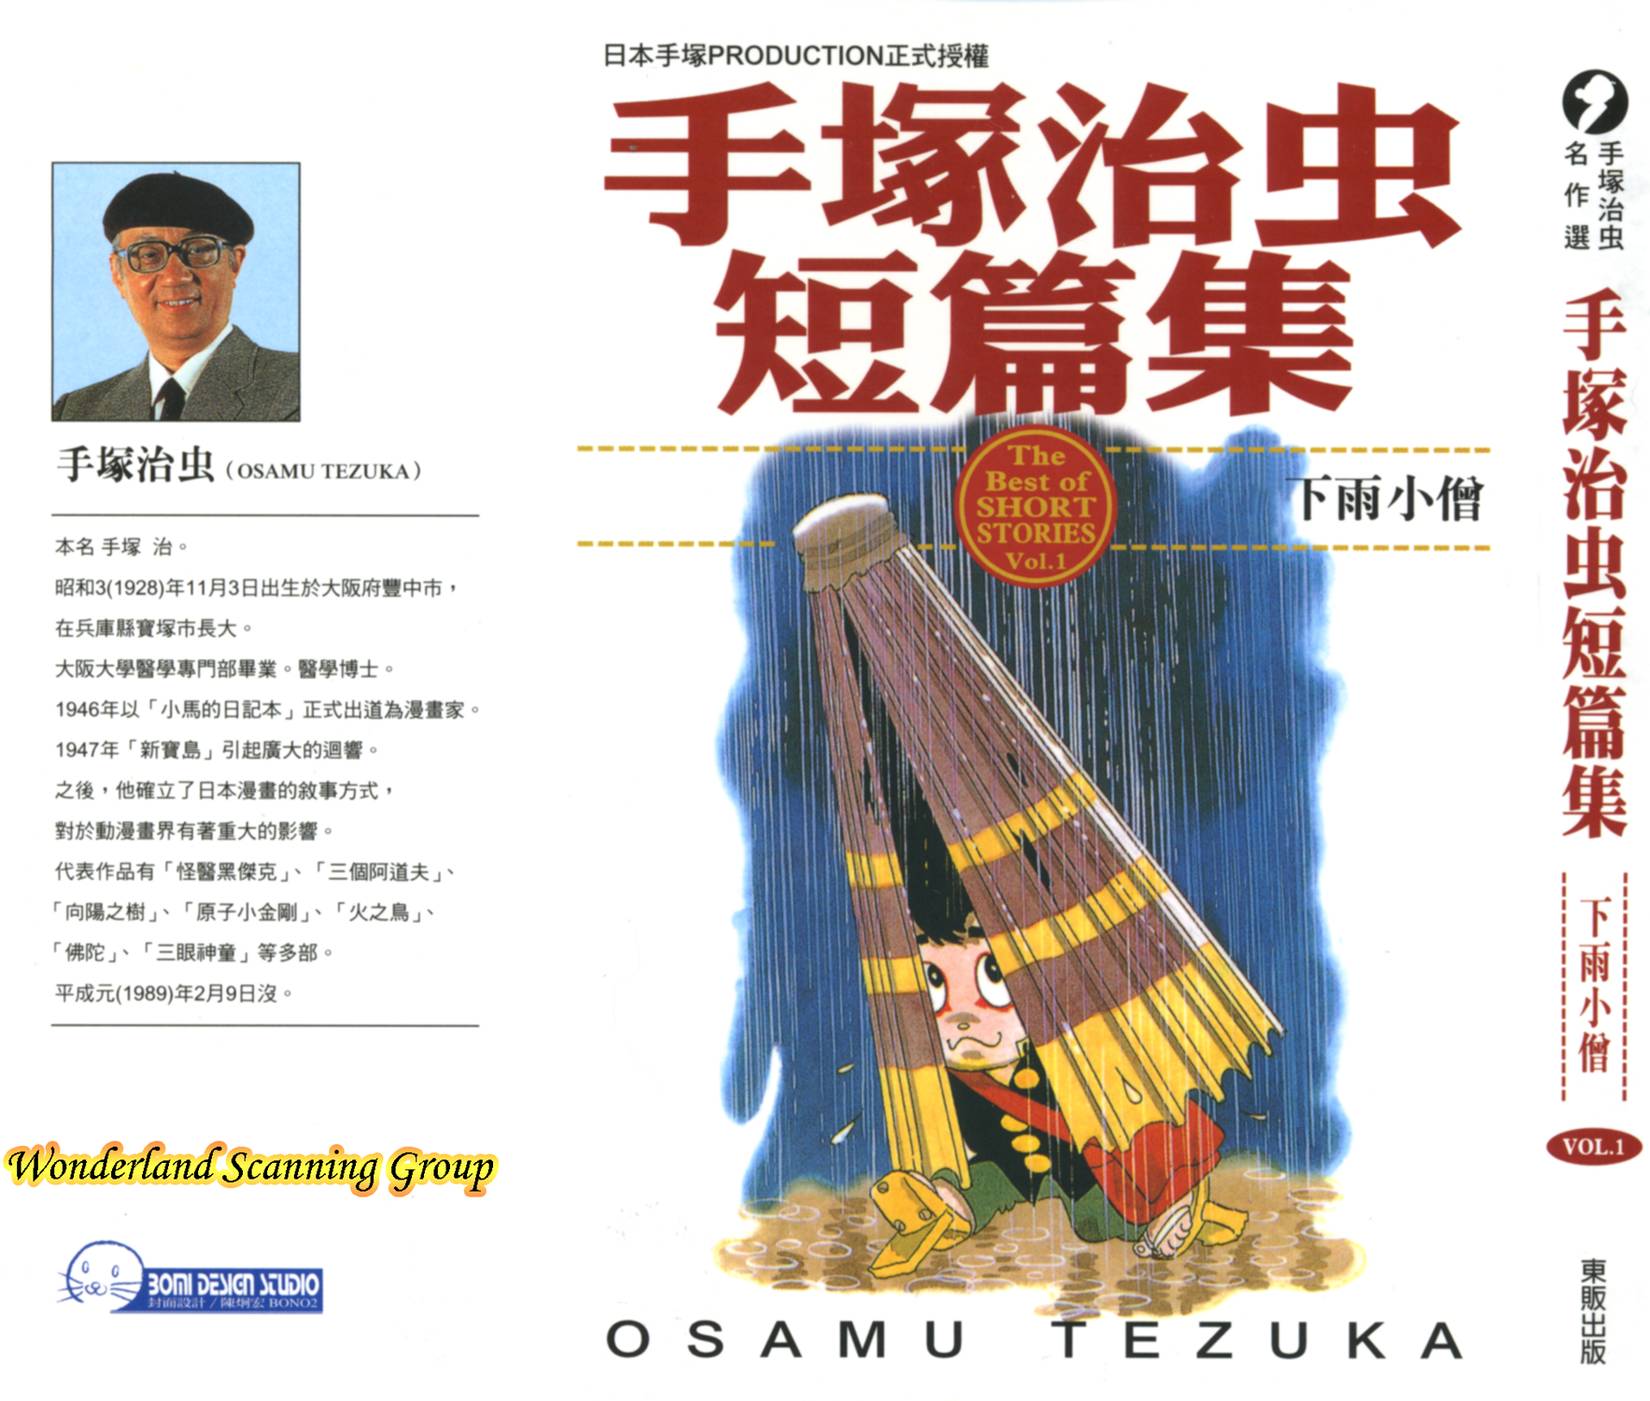 手塚治虫（OSAMU TEZUKA）
本名 手塚 治。
昭和3(1928)年11月3日出生於大阪府豐中市，
在兵庫縣寶塚市長大。
大阪大學醫學專門部畢業。醫學博士。
1946年以「小馬的日記本」正式出道為漫畫家。
1947年「新寶島」引起廣大的迴響。
之後，他確立了日本漫畫的敘事方式，
對於動漫畫界有著重大的影響。
代表作品有「怪醫黑傑克」、「三個阿道夫」、
「向陽之樹」、「原子小金剛」、「火之鳥」、
「佛陀」、「三眼神童」等多部。
平成元(1989)年2月9日沒。
Wonderland Scanning Group
BOMI DESIGN STUDIO
封面設計／陳炯宏 BONO2
日本手塚PRODUCTION正式授權
手塚治虫
短篇集
The
Best of
SHORT
STORIES
Vol.1
下雨小僧
OSAMU TEZUKA
手塚治虫
名作選
手塚治虫短篇集
下雨小僧
VOL.1
東販出版